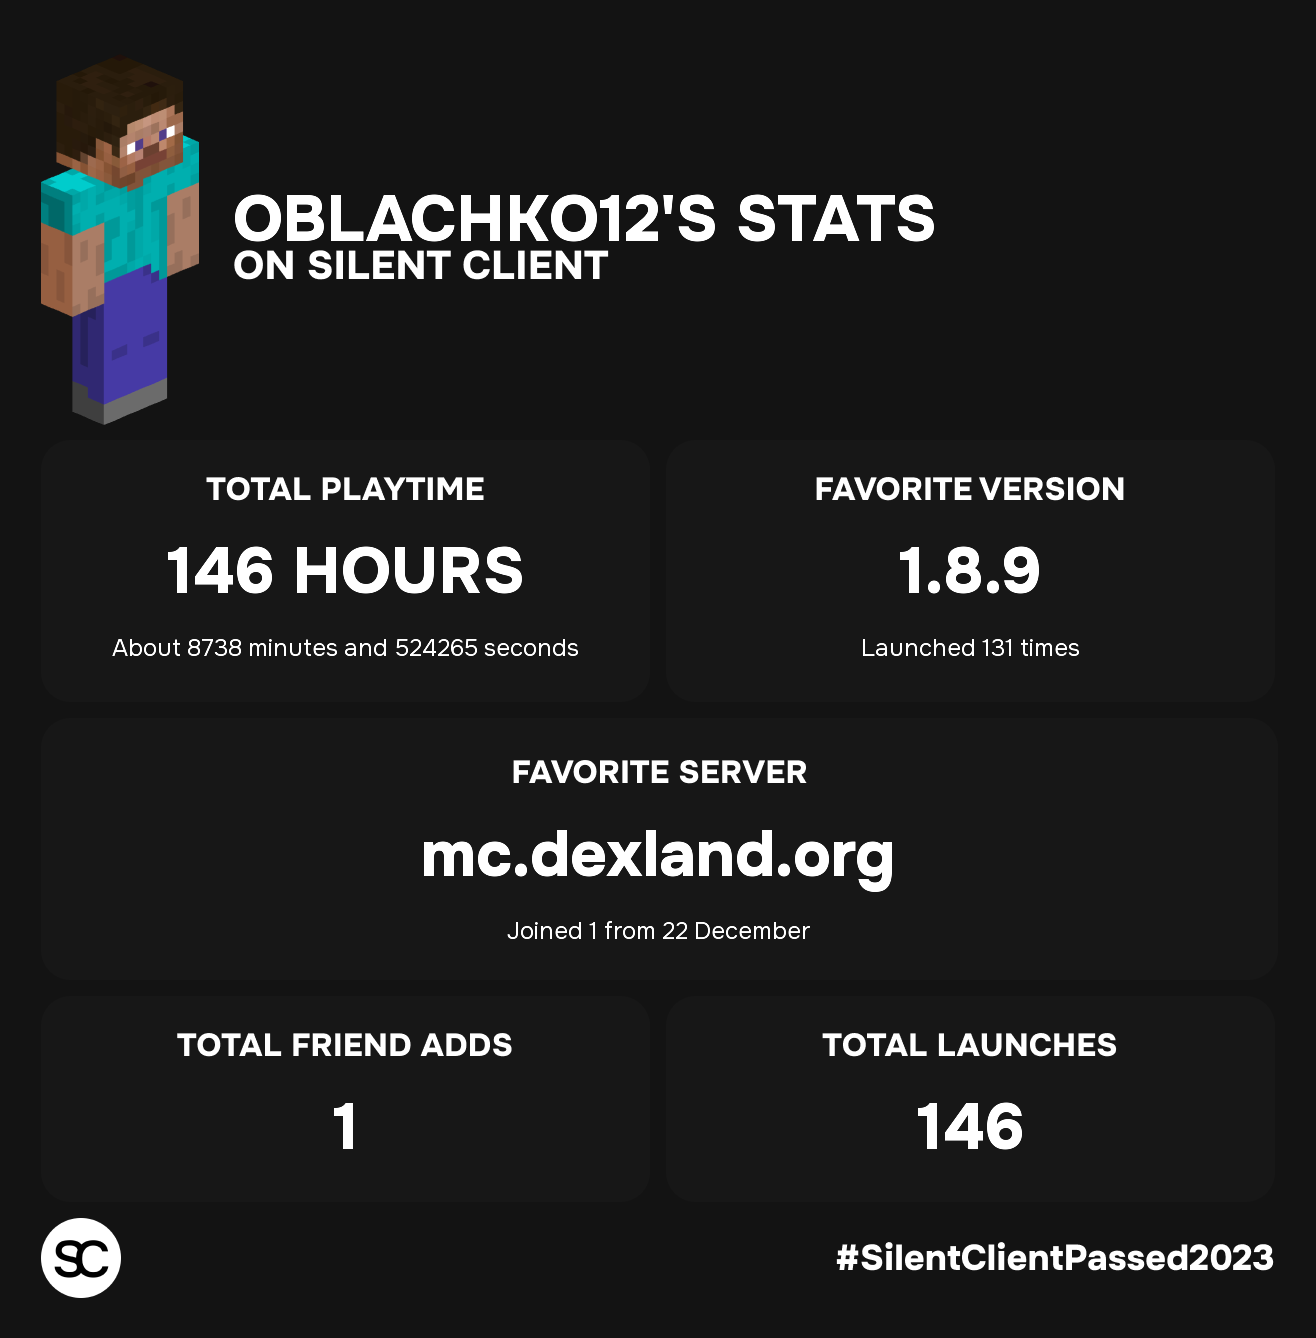 OBLACHKO12'S STATS
ON SILENT CLIENT
TOTAL PLAYTIME
146 HOURS
About 8738 minutes and 524265 seconds
FAVORITE VERSION
1.8.9
Launched 131 times
FAVORITE SERVER
mc.dexland.org
Joined 1 from 22 December
TOTAL FRIEND ADDS
1
TOTAL LAUNCHES
146
SC
#SilentClientPassed2023